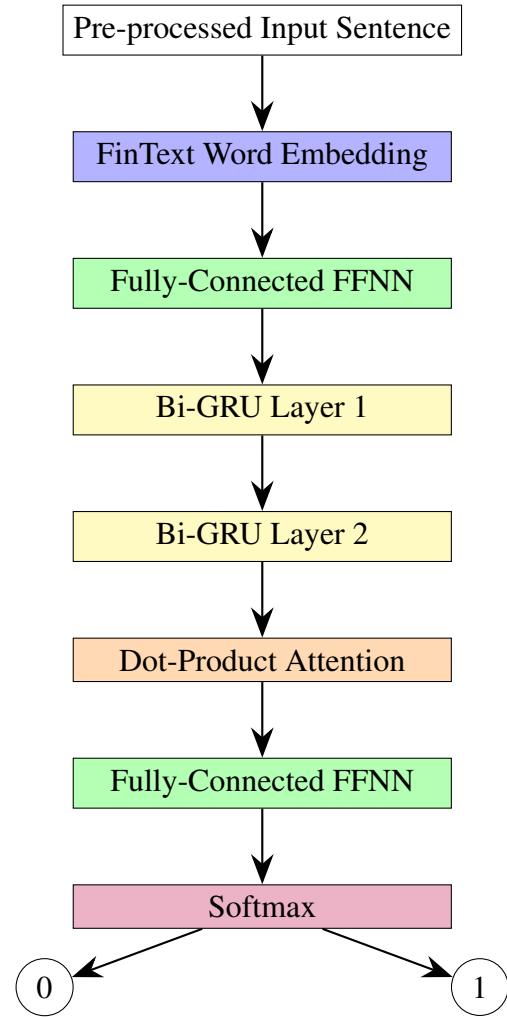 Pre-processed Input Sentence
FinText Word Embedding
Fully-Connected FFNN
Bi-GRU Layer 1
Bi-GRU Layer 2
Dot-Product Attention
Fully-Connected FFNN
Softmax
0
1